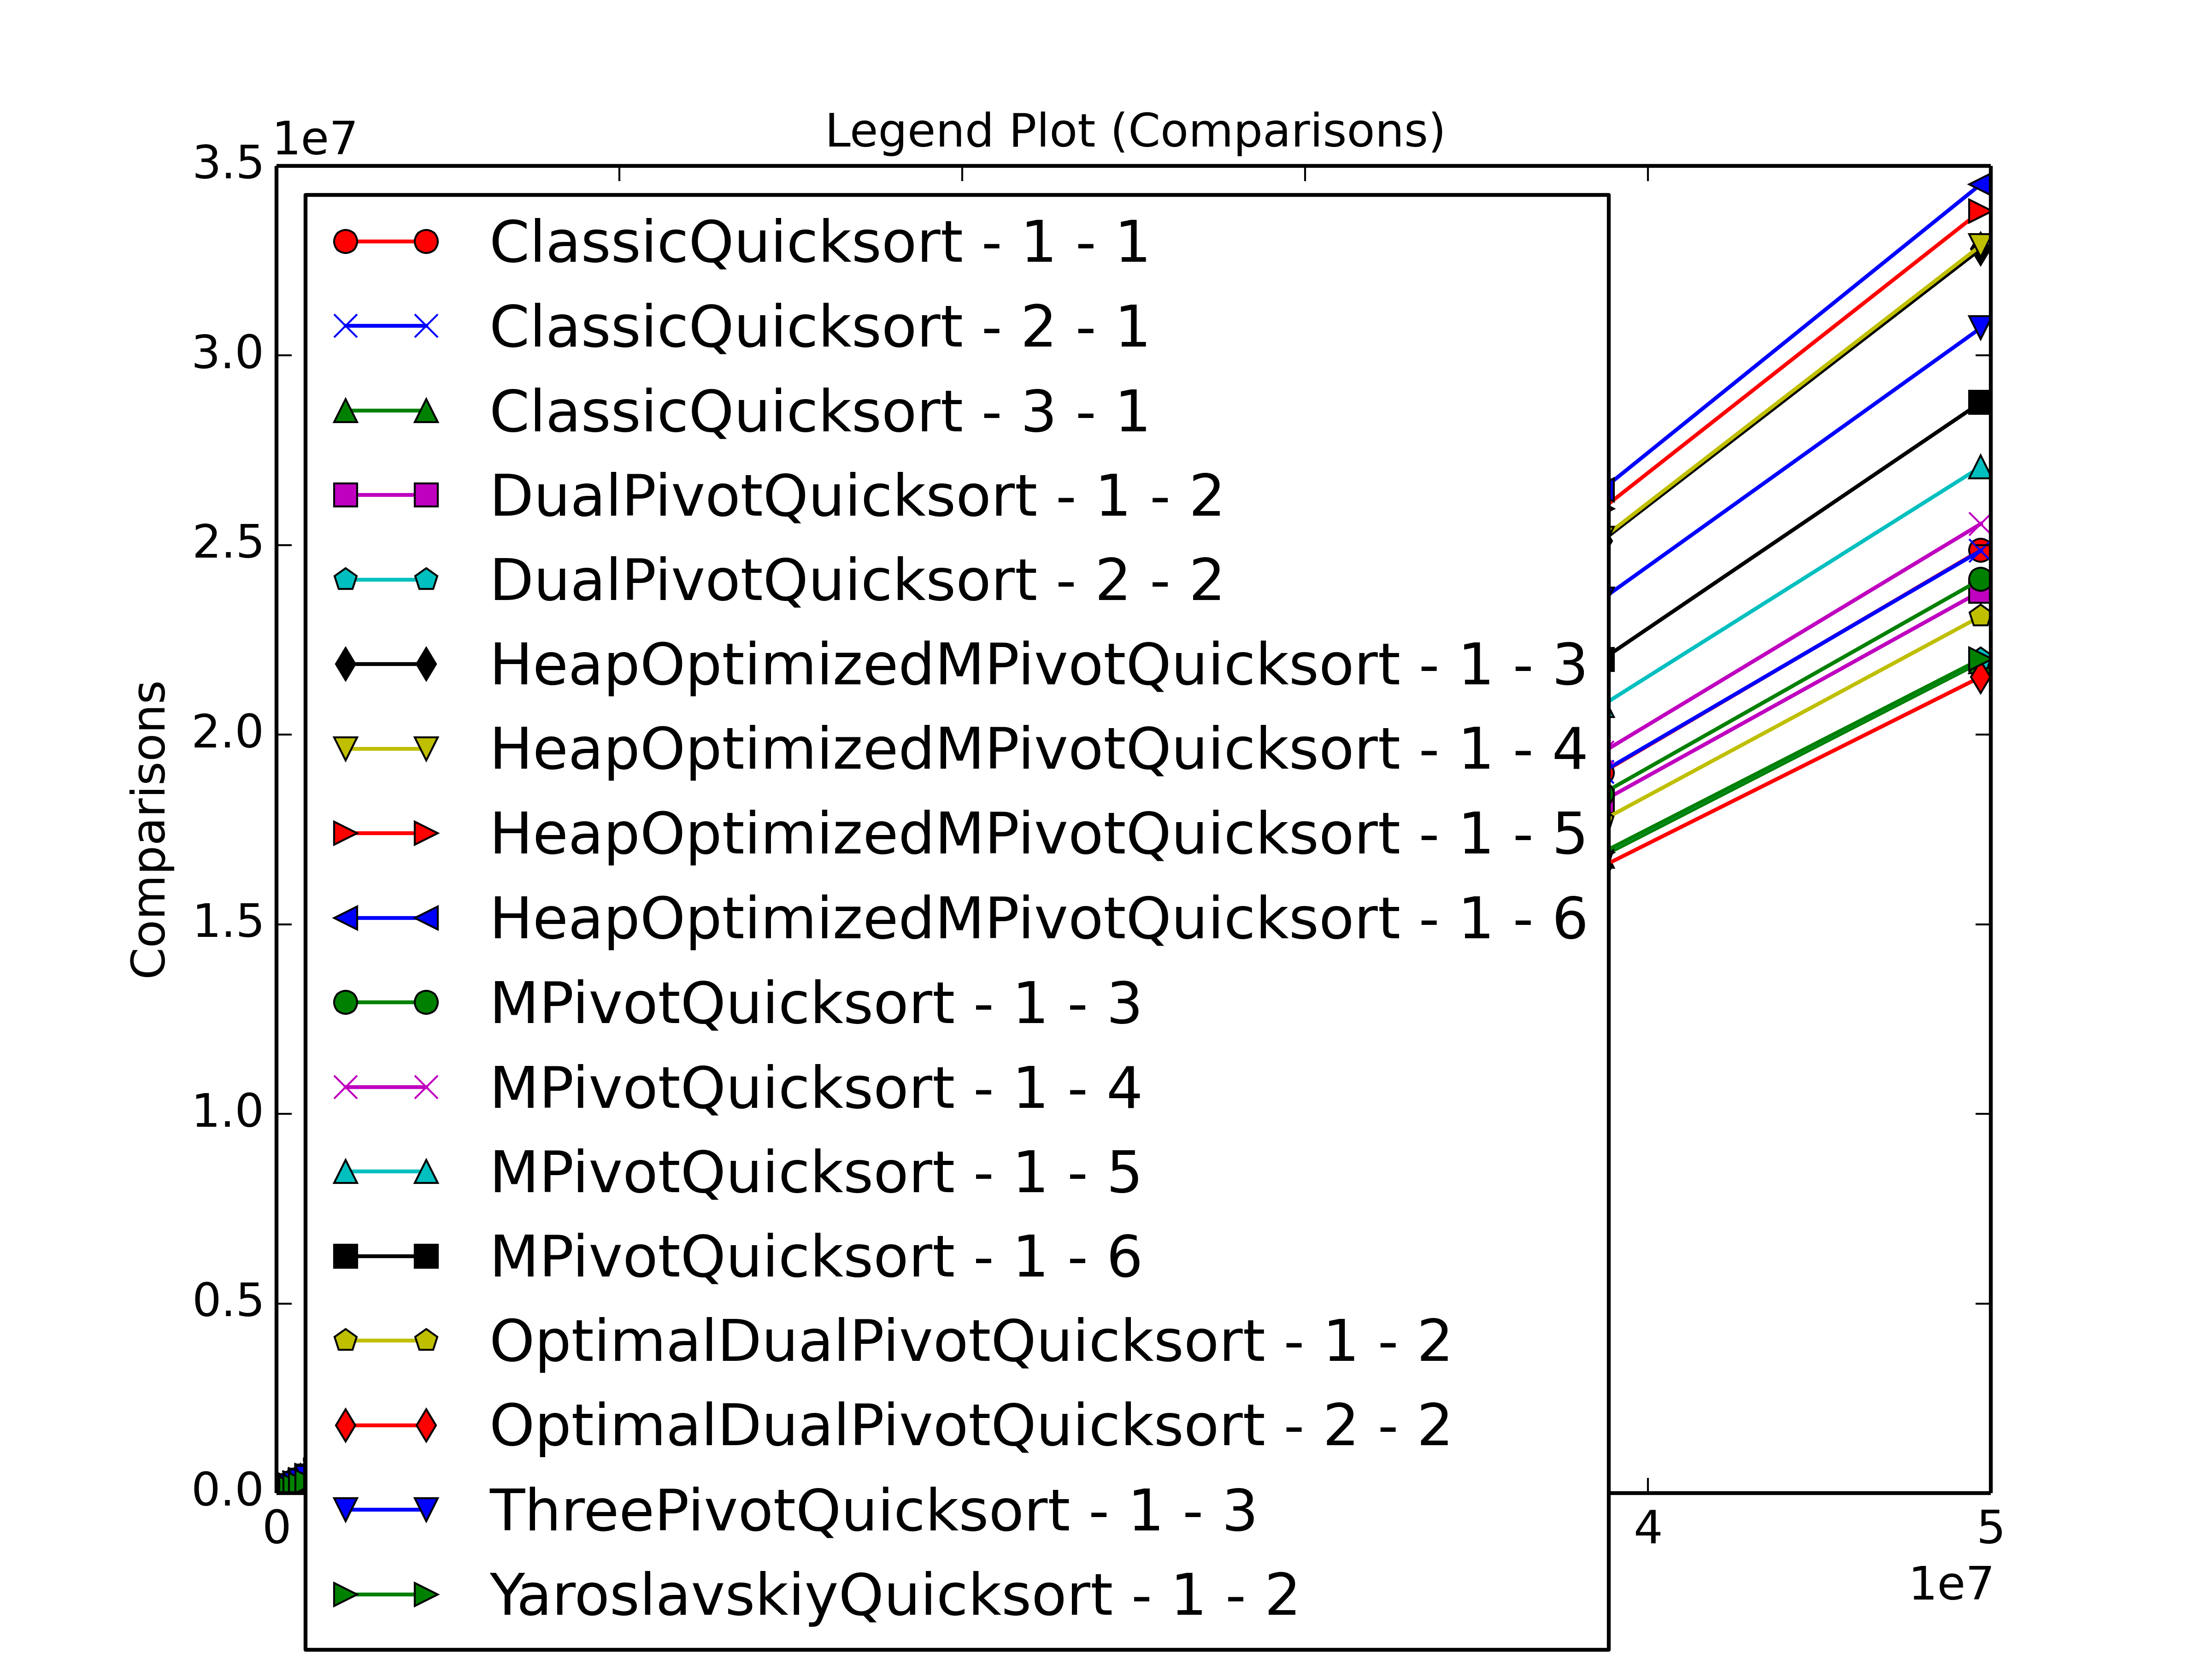 Legend Plot (Comparisons)
1e7
3.5
3.0
2.5
2.0
1.5
1.0
0.5
0.0
Comparisons
ClassicQuicksort - 1 - 1
ClassicQuicksort - 2 - 1
ClassicQuicksort - 3 - 1
DualPivotQuicksort - 1 - 2
DualPivotQuicksort - 2 - 2
HeapOptimizedMPivotQuicksort - 1 - 3
HeapOptimizedMPivotQuicksort - 1 - 4
HeapOptimizedMPivotQuicksort - 1 - 5
HeapOptimizedMPivotQuicksort - 1 - 6
MPivotQuicksort - 1 - 3
MPivotQuicksort - 1 - 4
MPivotQuicksort - 1 - 5
MPivotQuicksort - 1 - 6
OptimalDualPivotQuicksort - 1 - 2
OptimalDualPivotQuicksort - 2 - 2
ThreePivotQuicksort - 1 - 3
YaroslavskiyQuicksort - 1 - 2
0 4 5
1e7